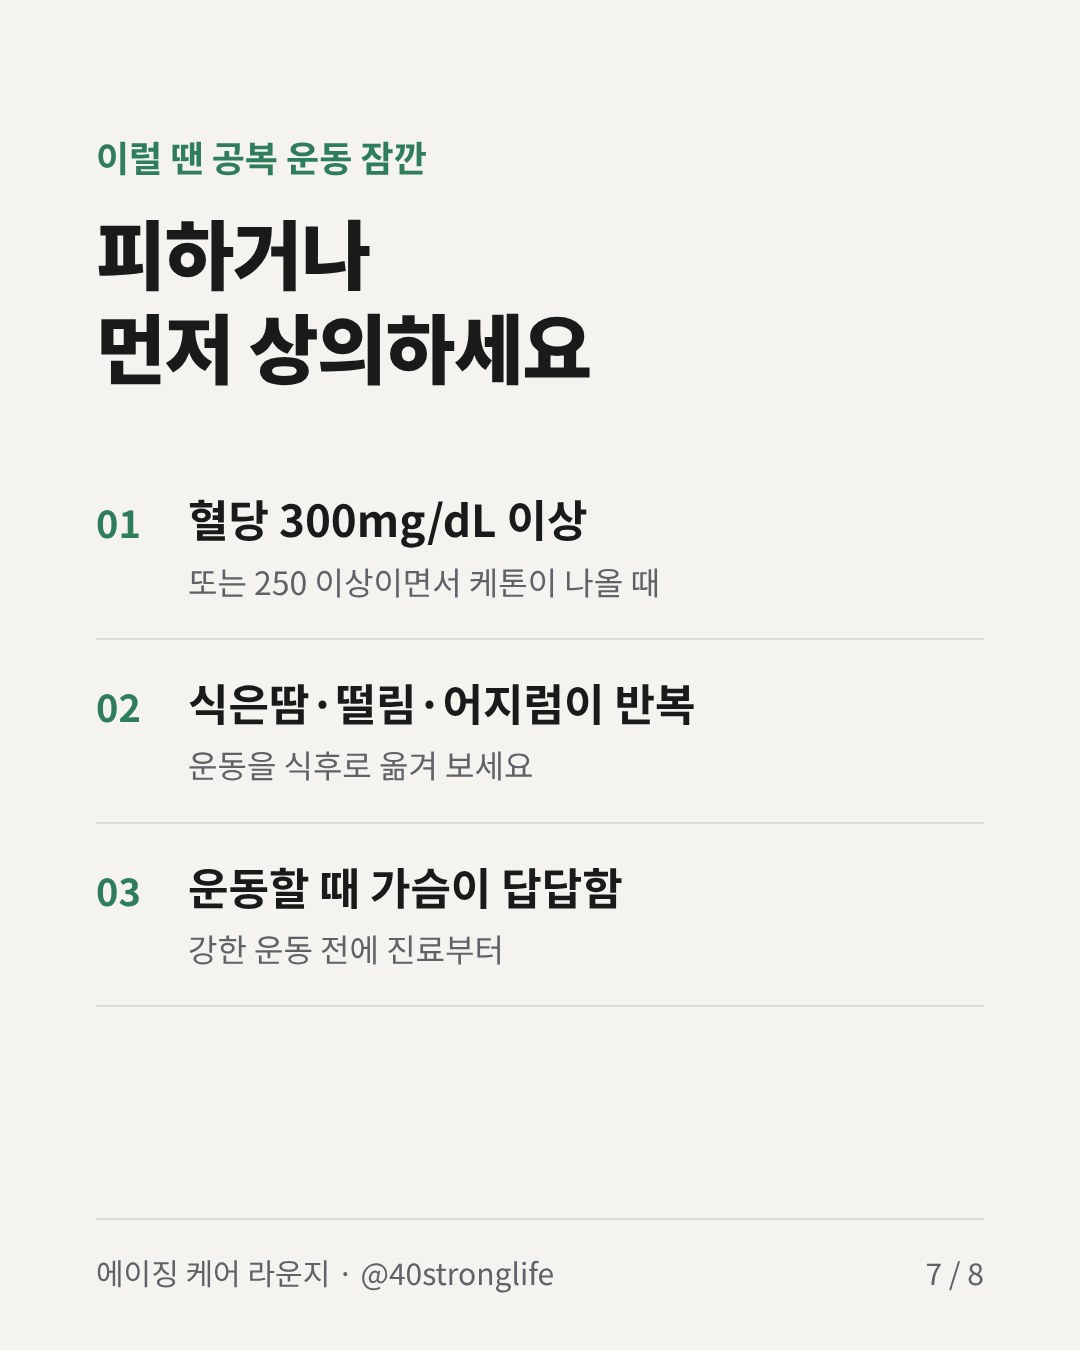 이럴 땐 공복 운동 잠깐
피하거나
먼저 상의하세요
01 혈당 300mg/dL 이상
또는 250 이상이면서 케톤이 나올 때
02 식은땀·떨림·어지럼이 반복
운동을 식후로 옮겨 보세요
03 운동할 때 가슴이 답답함
강한 운동 전에 진료부터
에이징 케어 라운지 · @40stronglife 7 / 8